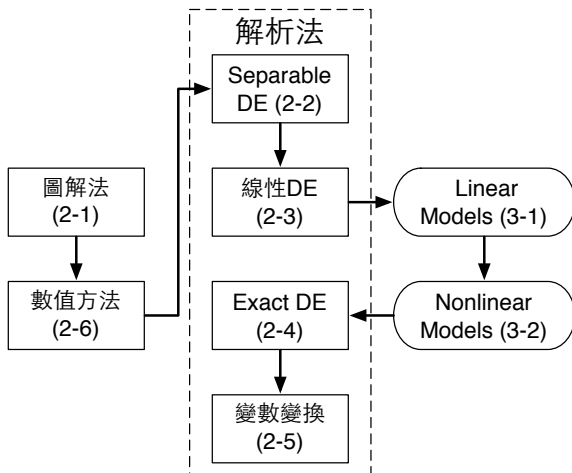 解析法
Separable
DE (2-2)
圖解法
(2-1)
線性DE
(2-3)
Linear
Models (3-1)
數值方法
(2-6)
Exact DE
(2-4)
Nonlinear
Models (3-2)
變數變換
(2-5)